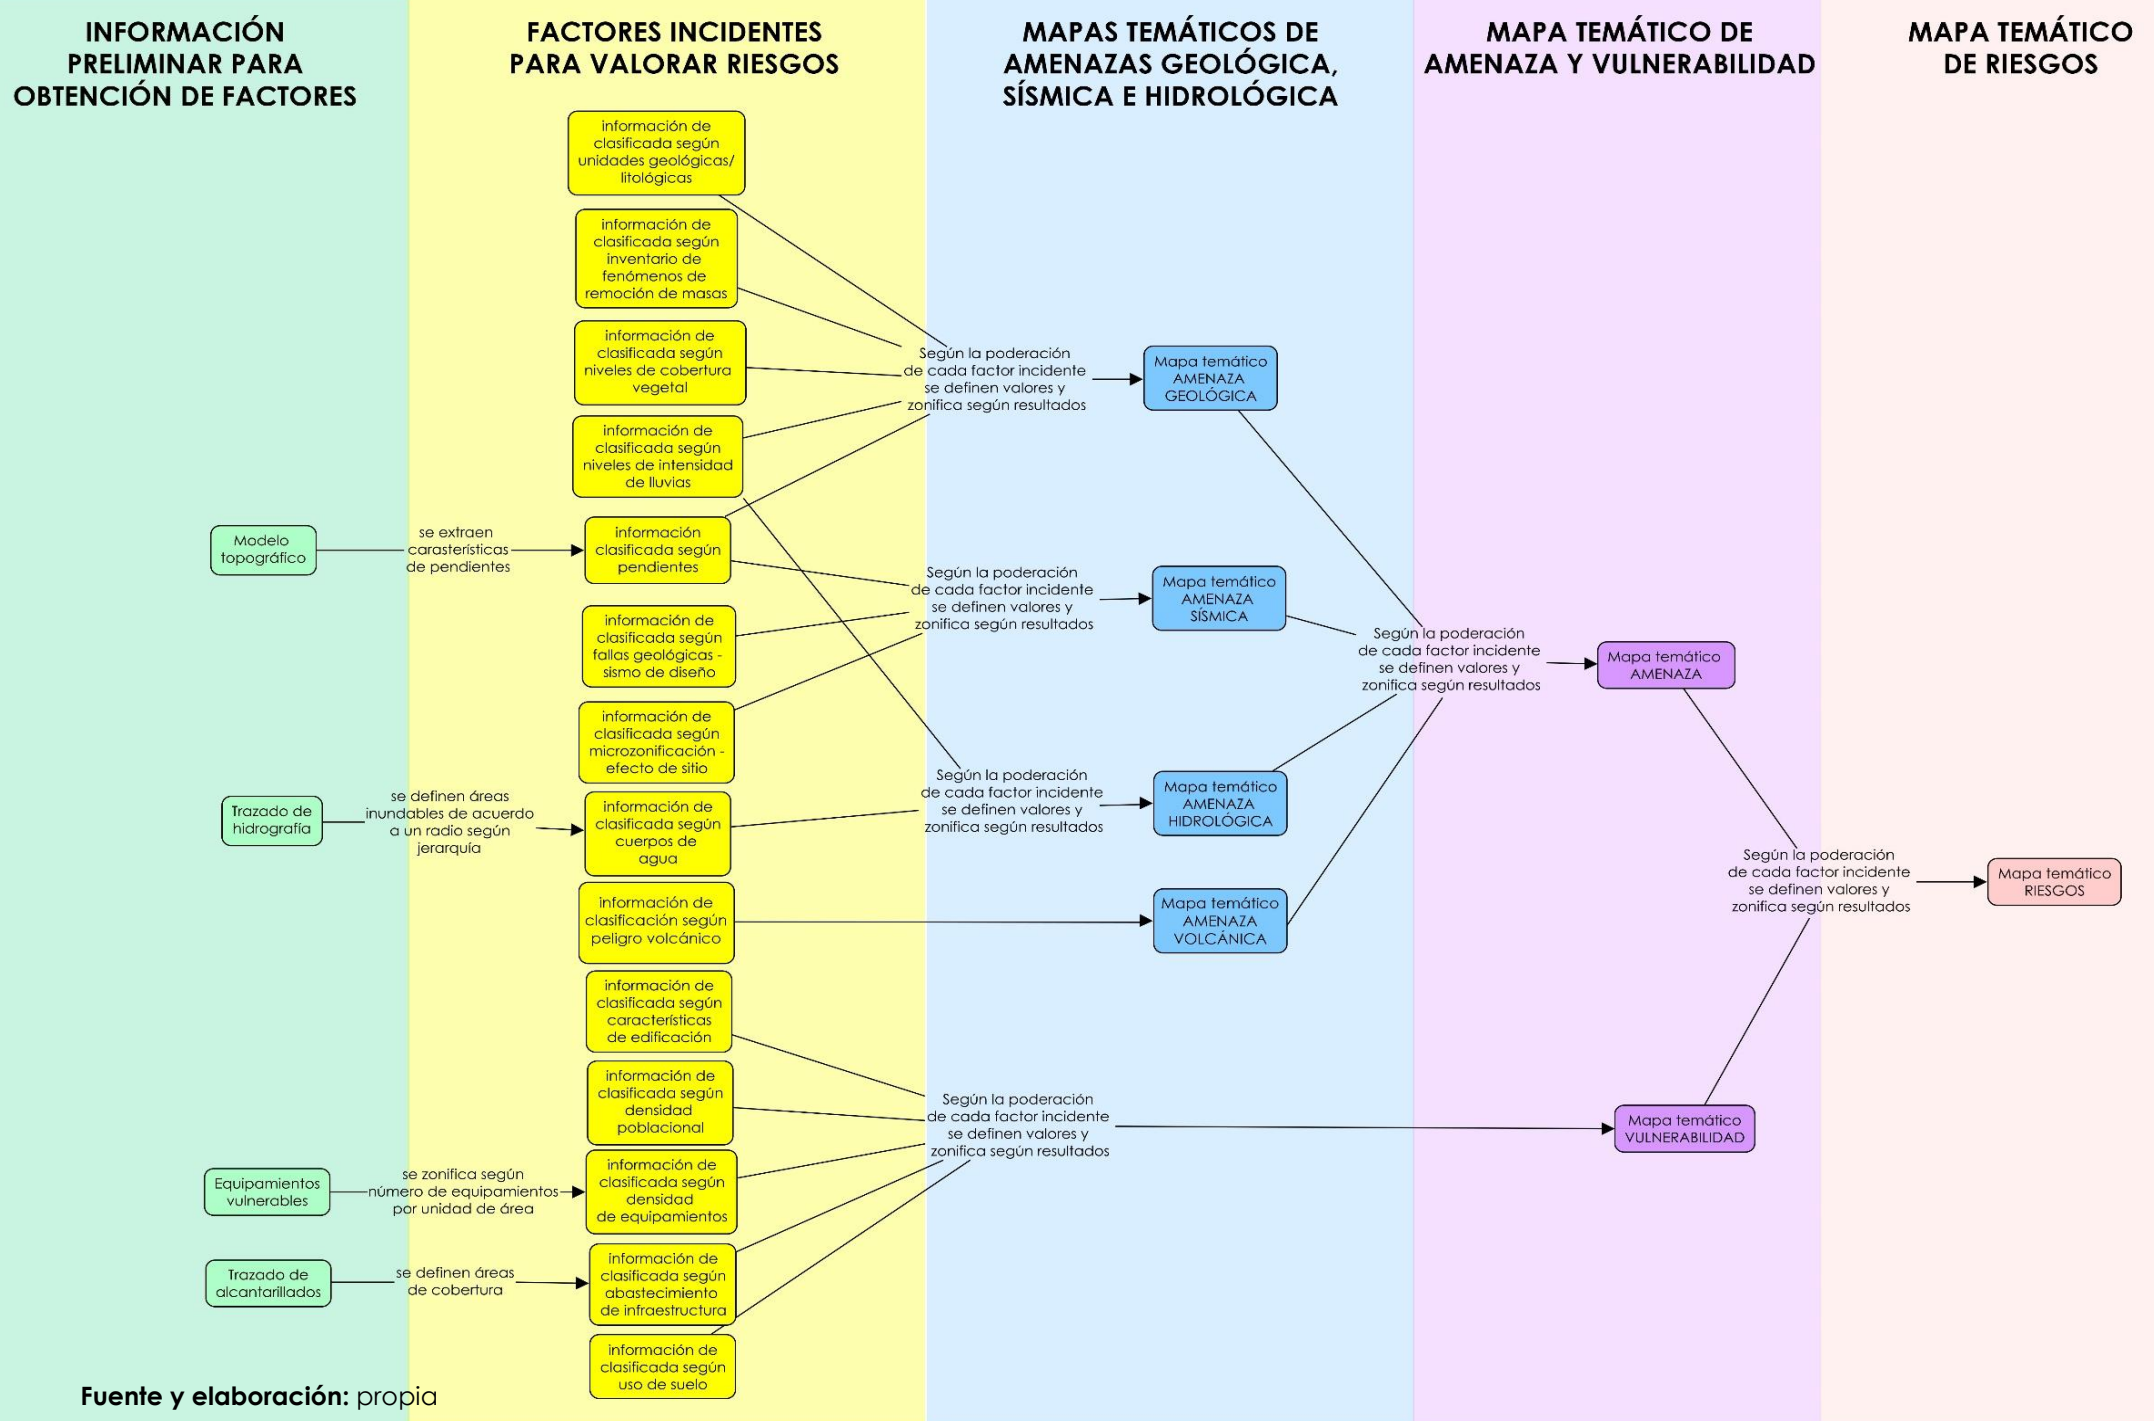 INFORMACIÓN
PRELIMINAR PARA
OBTENCIÓN DE FACTORES
FACTORES INCIDENTES
PARA VALORAR RIESGOS
MAPAS TEMÁTICOS DE
AMENAZAS GEOLÓGICA,
SÍSMICA E HIDROLÓGICA
MAPA TEMÁTICO DE
AMENAZA Y VULNERABILIDAD
MAPA TEMÁTICO
DE RIESGOS
Modelo
topográfico
se extraen
carasterísticas
de pendientes
Trazado de
hidrografía
se definen áreas
inundables de acuerdo
a un radio según
jerarquía
Equipamientos
vulnerables
se zonifica según
número de equipamientos
por unidad de área
Trazado de
alcantarillados
se definen áreas
de cobertura
información de
clasificada según
unidades geológicas/
litológicas
información de
clasificada según
inventario de
fenómenos de
remoción de masas
información de
clasificada según
niveles de cobertura
vegetal
información de
clasificada según
niveles de intensidad
de lluvias
información
clasificada según
pendientes
información de
clasificada según
fallas geológicas -
sismo de diseño
información de
clasificada según
microzonificación -
efecto de sitio
información de
clasificada según
cuerpos de
agua
información de
clasificación según
peligro volcánico
información de
clasificada según
características
de edificación
información de
clasificada según
densidad
poblacional
información de
clasificada según
densidad
de equipamientos
información de
clasificada según
abastecimiento
de infraestructura
información de
clasificada según
uso de suelo
Según la poderación
de cada factor incidente
se definen valores y
zonifica según resultados
Según la poderación
de cada factor incidente
se definen valores y
zonifica según resultados
Según la poderación
de cada factor incidente
se definen valores y
zonifica según resultados
Según la poderación
de cada factor incidente
se definen valores y
zonifica según resultados
Mapa temático
AMENAZA
GEOLÓGICA
Mapa temático
AMENAZA
SÍSMICA
Mapa temático
AMENAZA
HIDROLÓGICA
Mapa temático
AMENAZA
VOLCÁNICA
Según la poderación
de cada factor incidente
se definen valores y
zonifica según resultados
Mapa temático
AMENAZA
Mapa temático
VULNERABILIDAD
Según la poderación
de cada factor incidente
se definen valores y
zonifica según resultados
Mapa temático
RIESGOS
Fuente y elaboración: propia